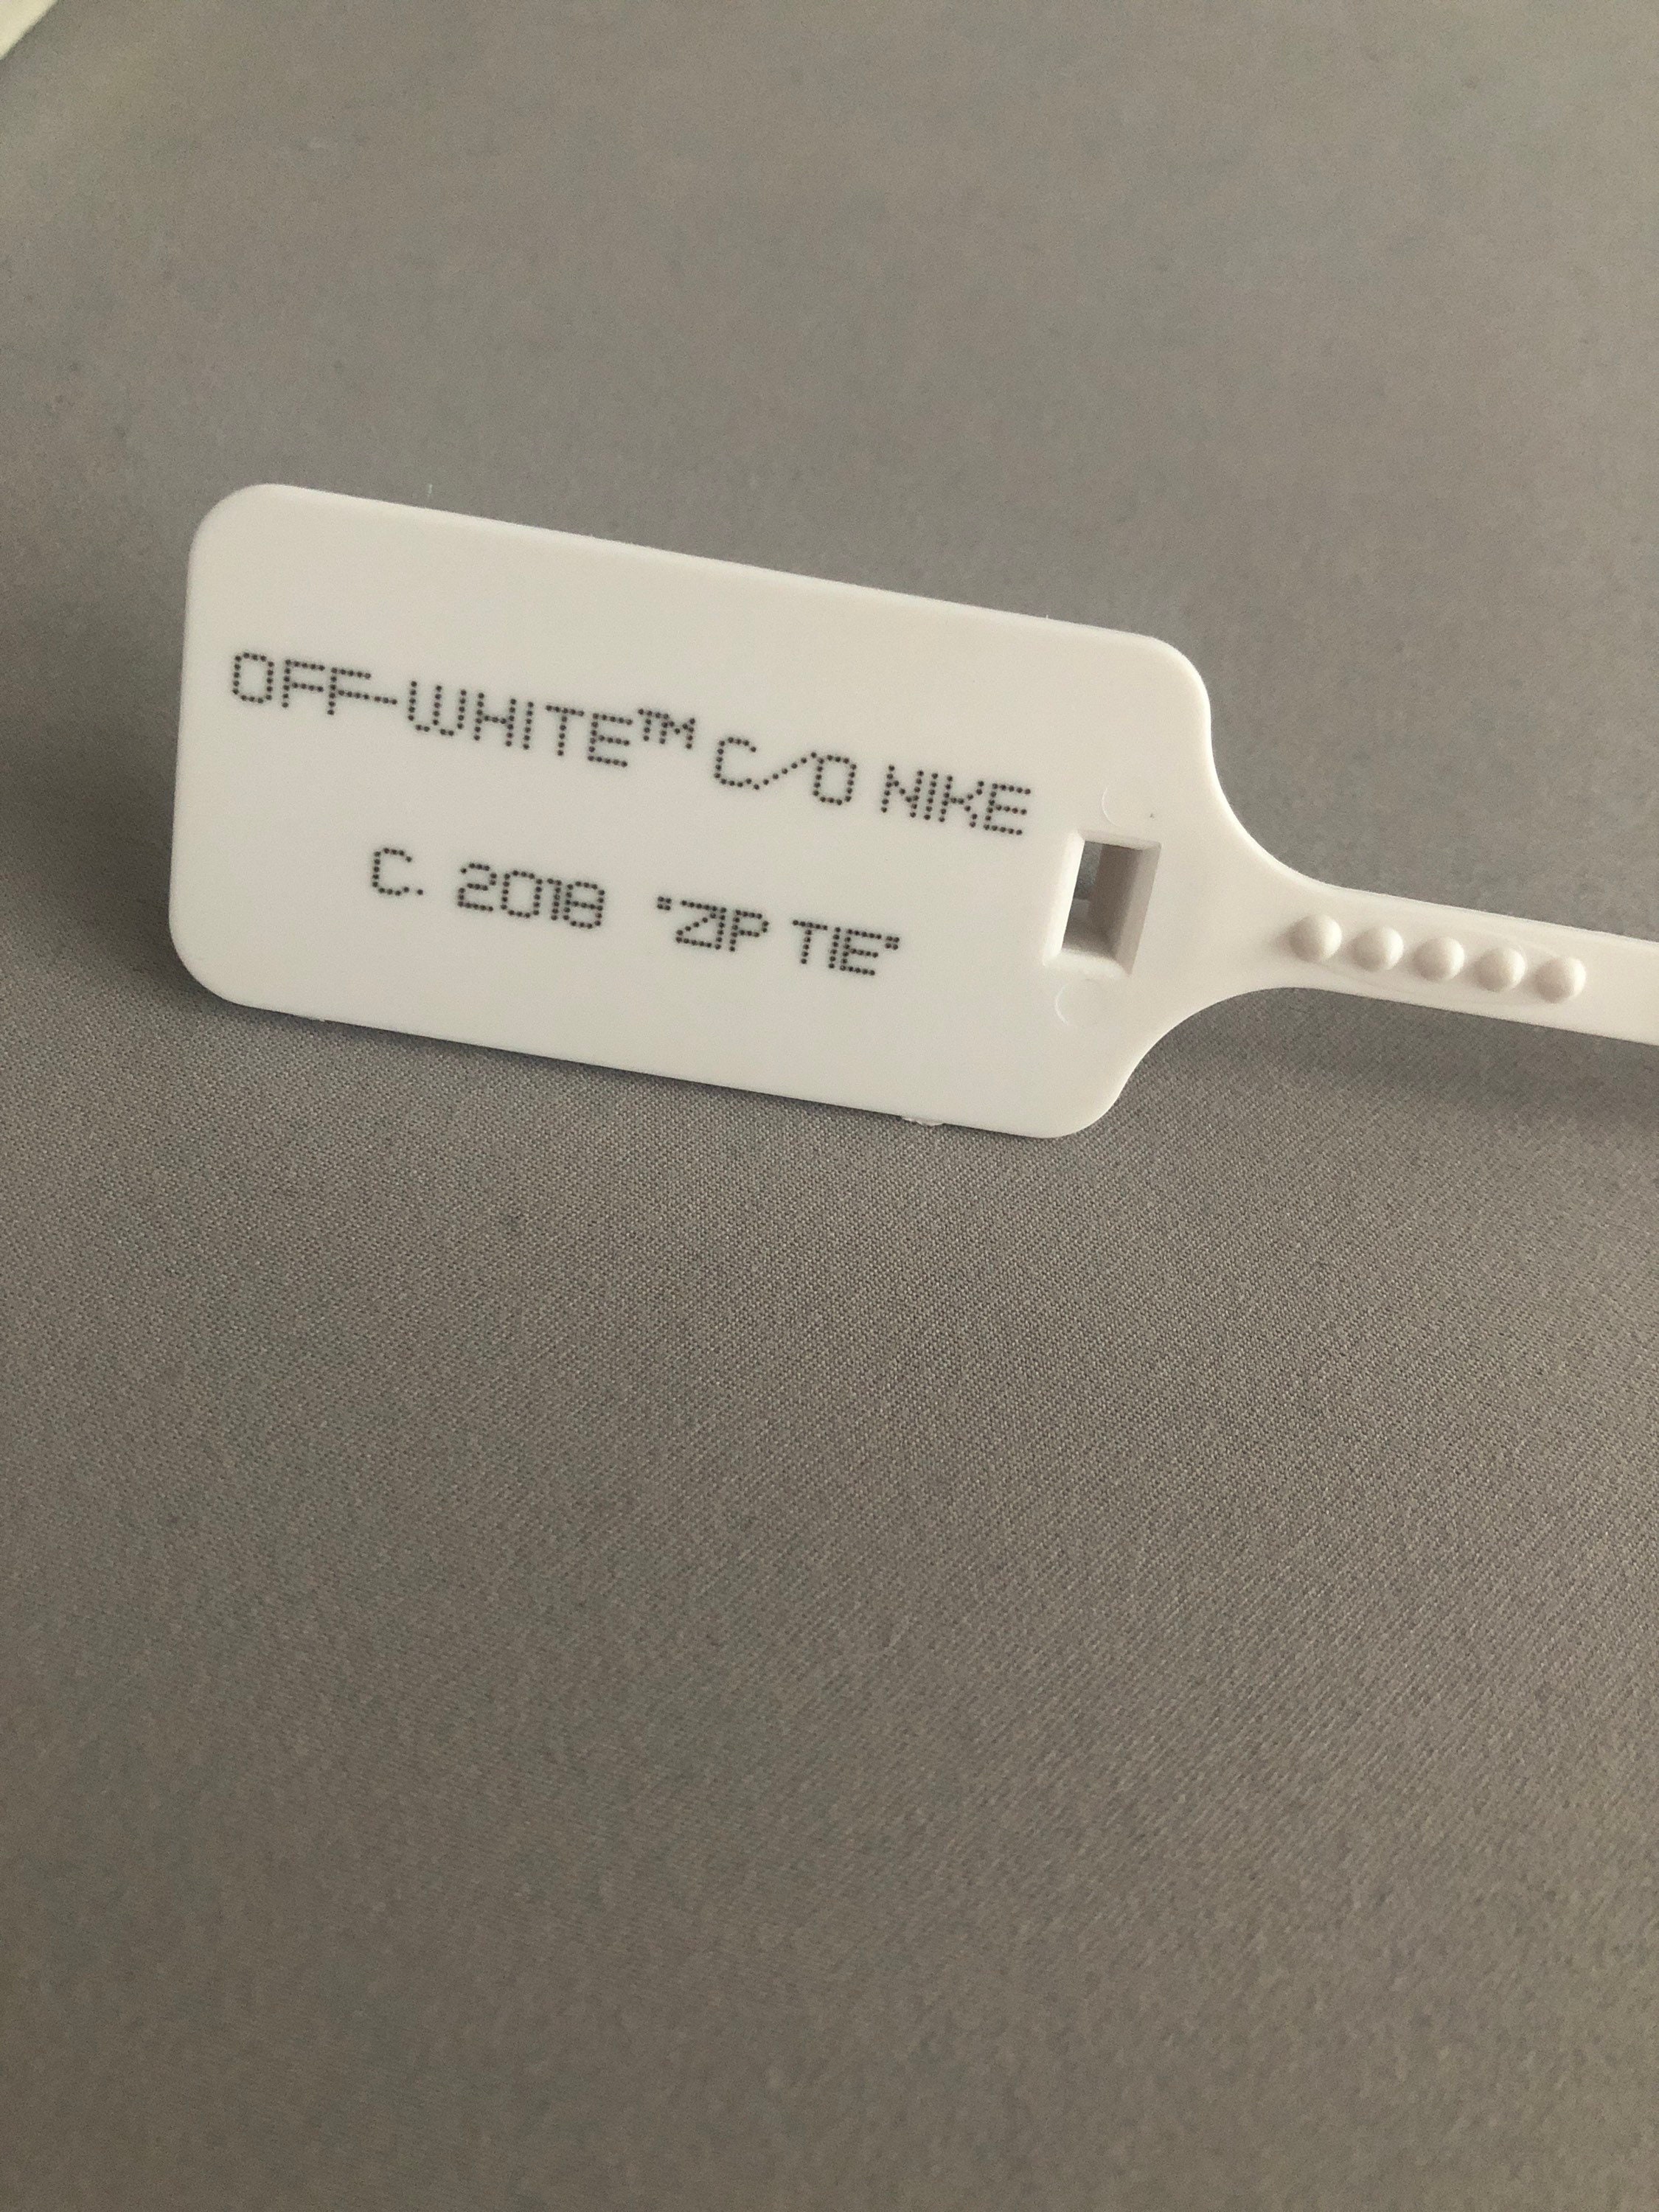 OFF-WHITE™ C/O NIKE
C. 2018 "ZIP TIE"